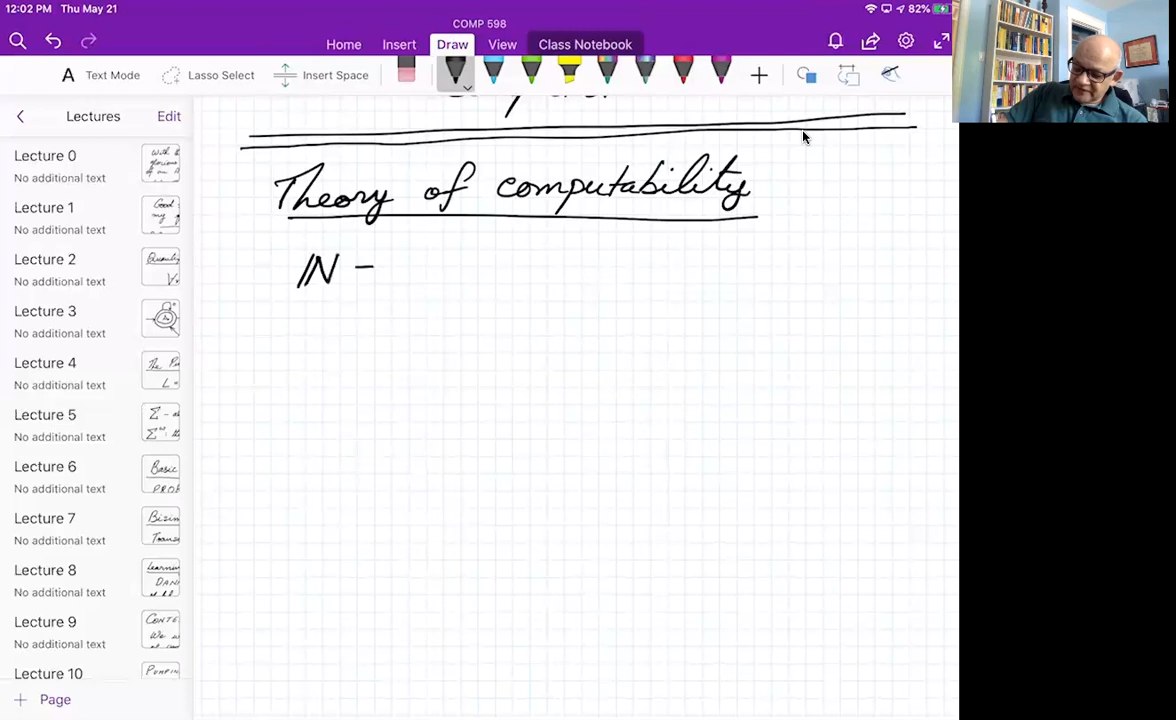 12:02 PM Thu May 21
82%
COMP 598
Home Insert Draw View Class Notebook
A Text Mode Lasso Select Insert Space
Lectures Edit
Lecture 0
No additional text
Lecture 1
No additional text
Lecture 2
No additional text
Lecture 3
No additional text
Lecture 4
No additional text
Lecture 5
No additional text
Lecture 6
No additional text
Lecture 7
No additional text
Lecture 8
No additional text
Lecture 9
No additional text
Lecture 10
+ Page
Theory of computability
ℕ -